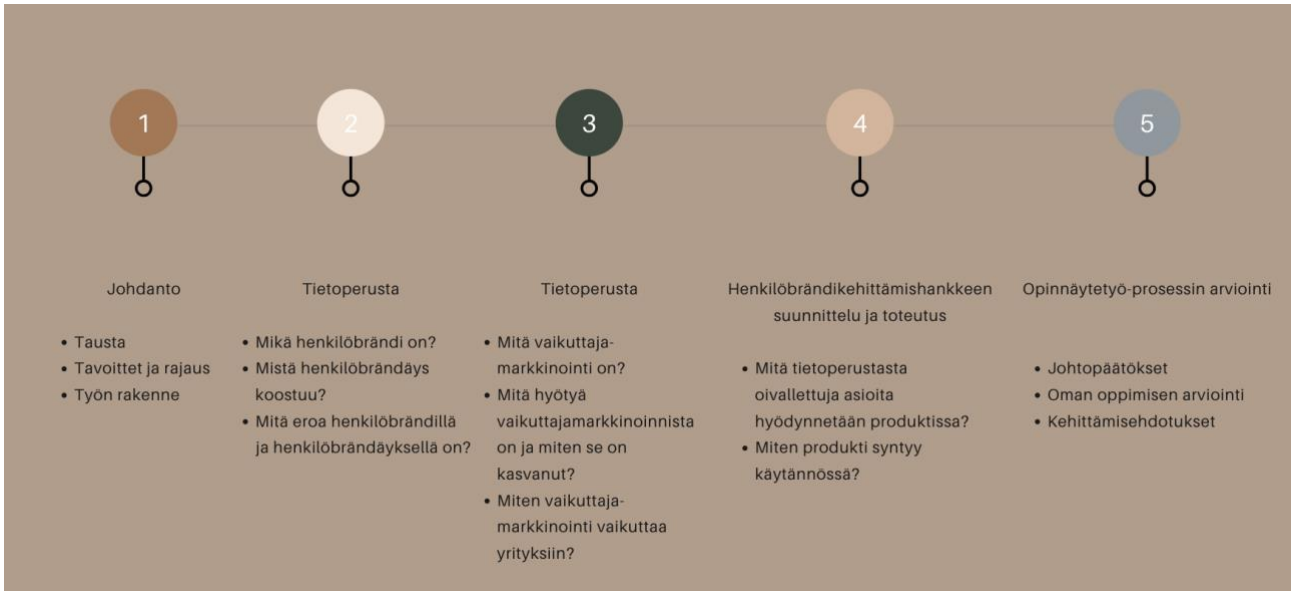 1
2
3
4
5
Johdanto
• Tausta
• Tavoittet ja rajaus
• Työn rakenne
Tietoperusta
• Mikä henkilöbrändi on?
• Mistä henkilöbrändäys
koostuu?
• Mitä eroa henkilöbrändillä
ja henkilöbrändäyksellä on?
Tietoperusta
• Mitä vaikuttaja-
markkinointi on?
• Mitä hyötyä
vaikuttajamarkkinoinnista
on ja miten se on
kasvanut?
• Miten vaikuttaja-
markkinointi vaikuttaa
yrityksiin?
Henkilöbrändikehittämishankkeen
suunnittelu ja toteutus
• Mitä tietoperustasta
oivallettuja asioita
hyödynnetään produktissa?
• Miten produkti syntyy
käytännössä?
Opinnäytetyö-prosessin arviointi
• Johtopäätökset
• Oman oppimisen arviointi
• Kehittämisehdotukset